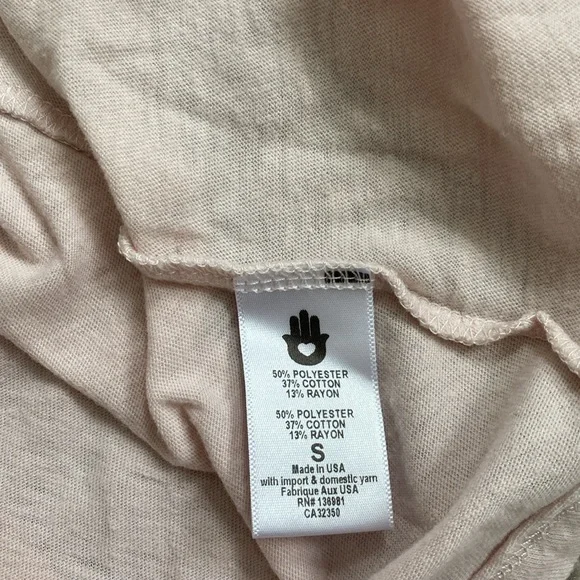 50% POLYESTER
37% COTTON
13% RAYON
50% POLYESTER
37% COTTON
13% RAYON
S
Made in USA
with import & domestic yarn
Fabrique Aux USA
RN# 136981
CA32350